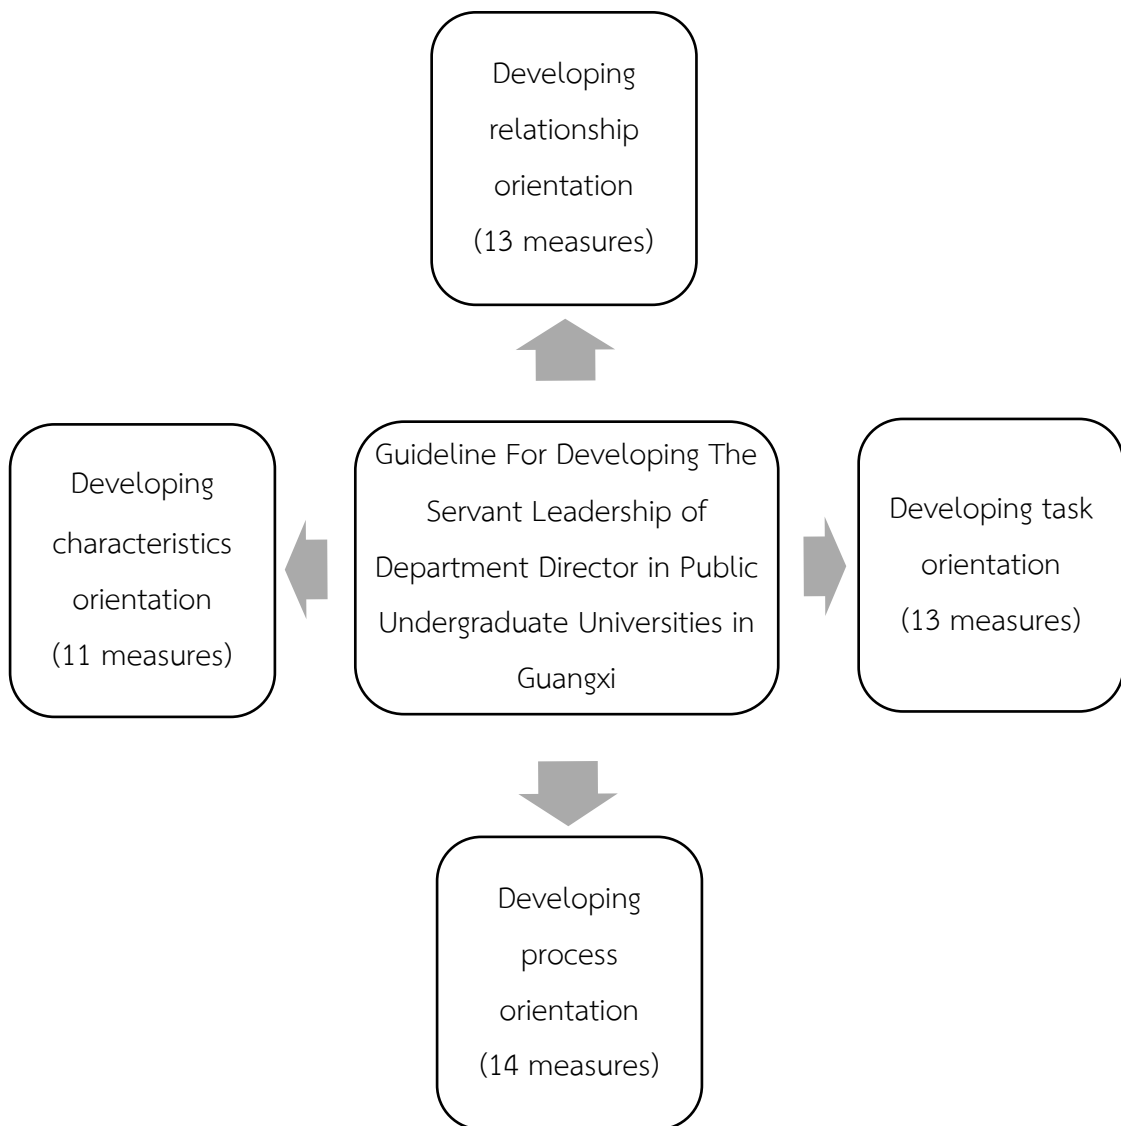 Developing
relationship
orientation
(13 measures)
Developing
characteristics
orientation
(11 measures)
Guideline For Developing The
Servant Leadership of
Department Director in Public
Undergraduate Universities in
Guangxi
Developing task
orientation
(13 measures)
Developing
process
orientation
(14 measures)